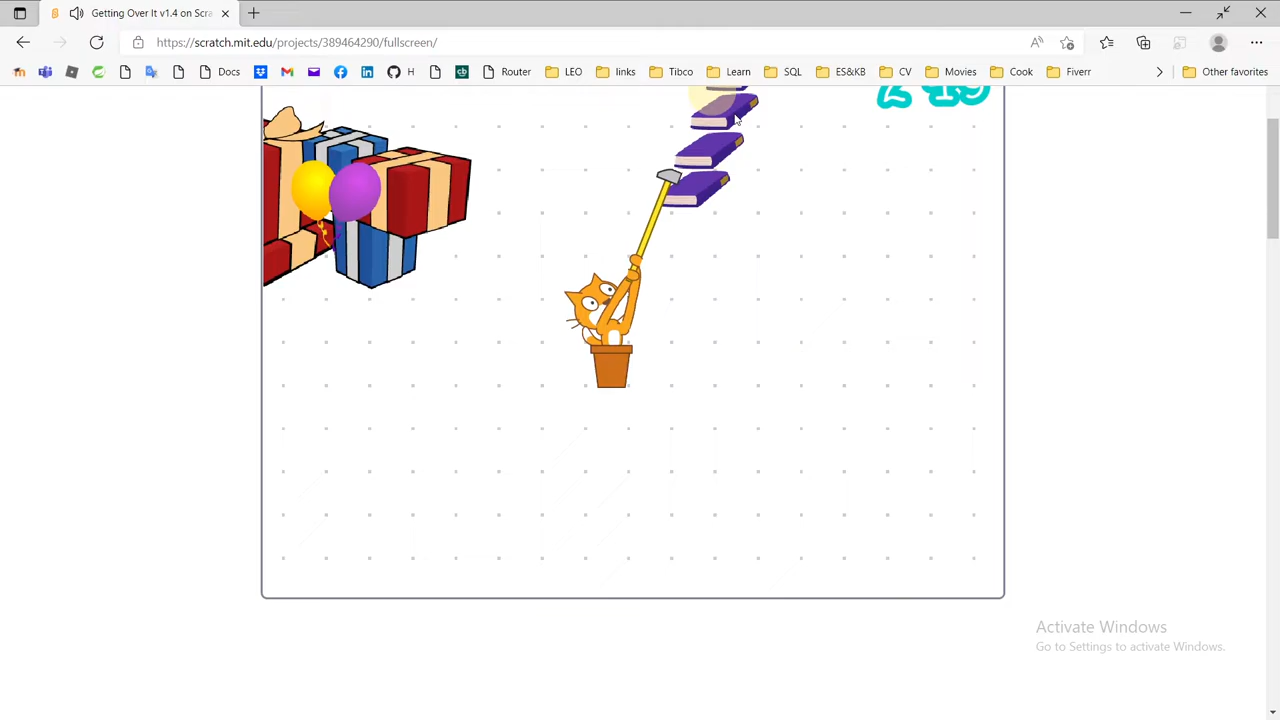 Getting Over It v1.4 on Scra
https://scratch.mit.edu/projects/389464290/fullscreen/
Docs H Router LEO links Tibco Learn SQL ES&KB CV Movies Cook Fiverr Other favorites
Activate Windows
Go to Settings to activate Windows.